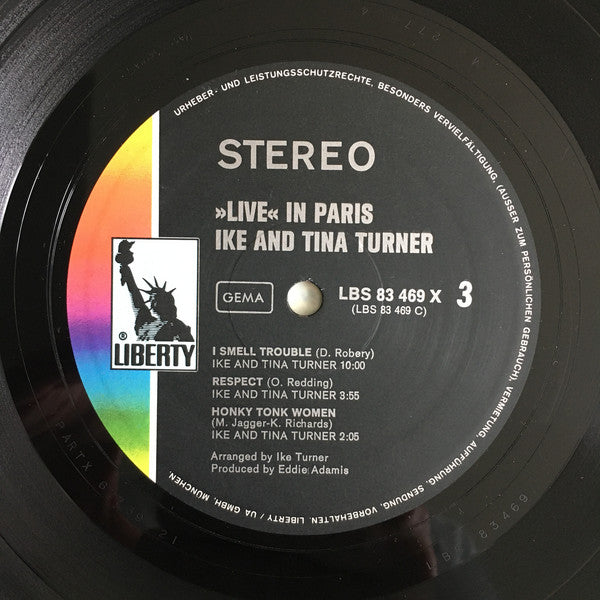 URHEBER- UND LEISTUNGSSCHUTZRECHTE, BESONDERS VERVIELFÄLTIGUNG, (AUSSER ZUM PERSÖNLICHEN GEBRAUCH), VERMIETUNG, AUFFÜHRUNG, SENDUNG, VORBEHALTEN. LIBERTY / UA GMBH, MÜNCHEN.
STEREO
»LIVE« IN PARIS
IKE AND TINA TURNER
GEMA
LBS 83 469 X 3
(LBS 83 469 C)
® LIBERTY
I SMELL TROUBLE (D. Robery)
IKE AND TINA TURNER 10:00
RESPECT (O. Redding)
IKE AND TINA TURNER 3:55
HONKY TONK WOMEN
(M. Jagger-K. Richards)
IKE AND TINA TURNER 2:05
Arranged by Ike Turner
Produced by Eddie Adamis